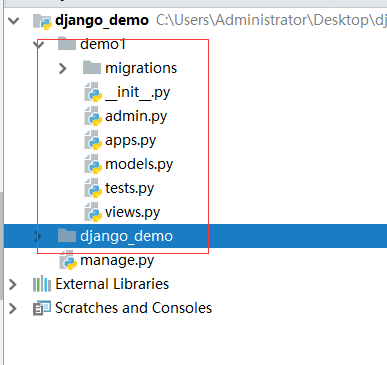 django_demo C:\Users\Administrator\Desktop\dj
demo1
migrations
__init__.py
admin.py
apps.py
models.py
tests.py
views.py
django_demo
manage.py
External Libraries
Scratches and Consoles